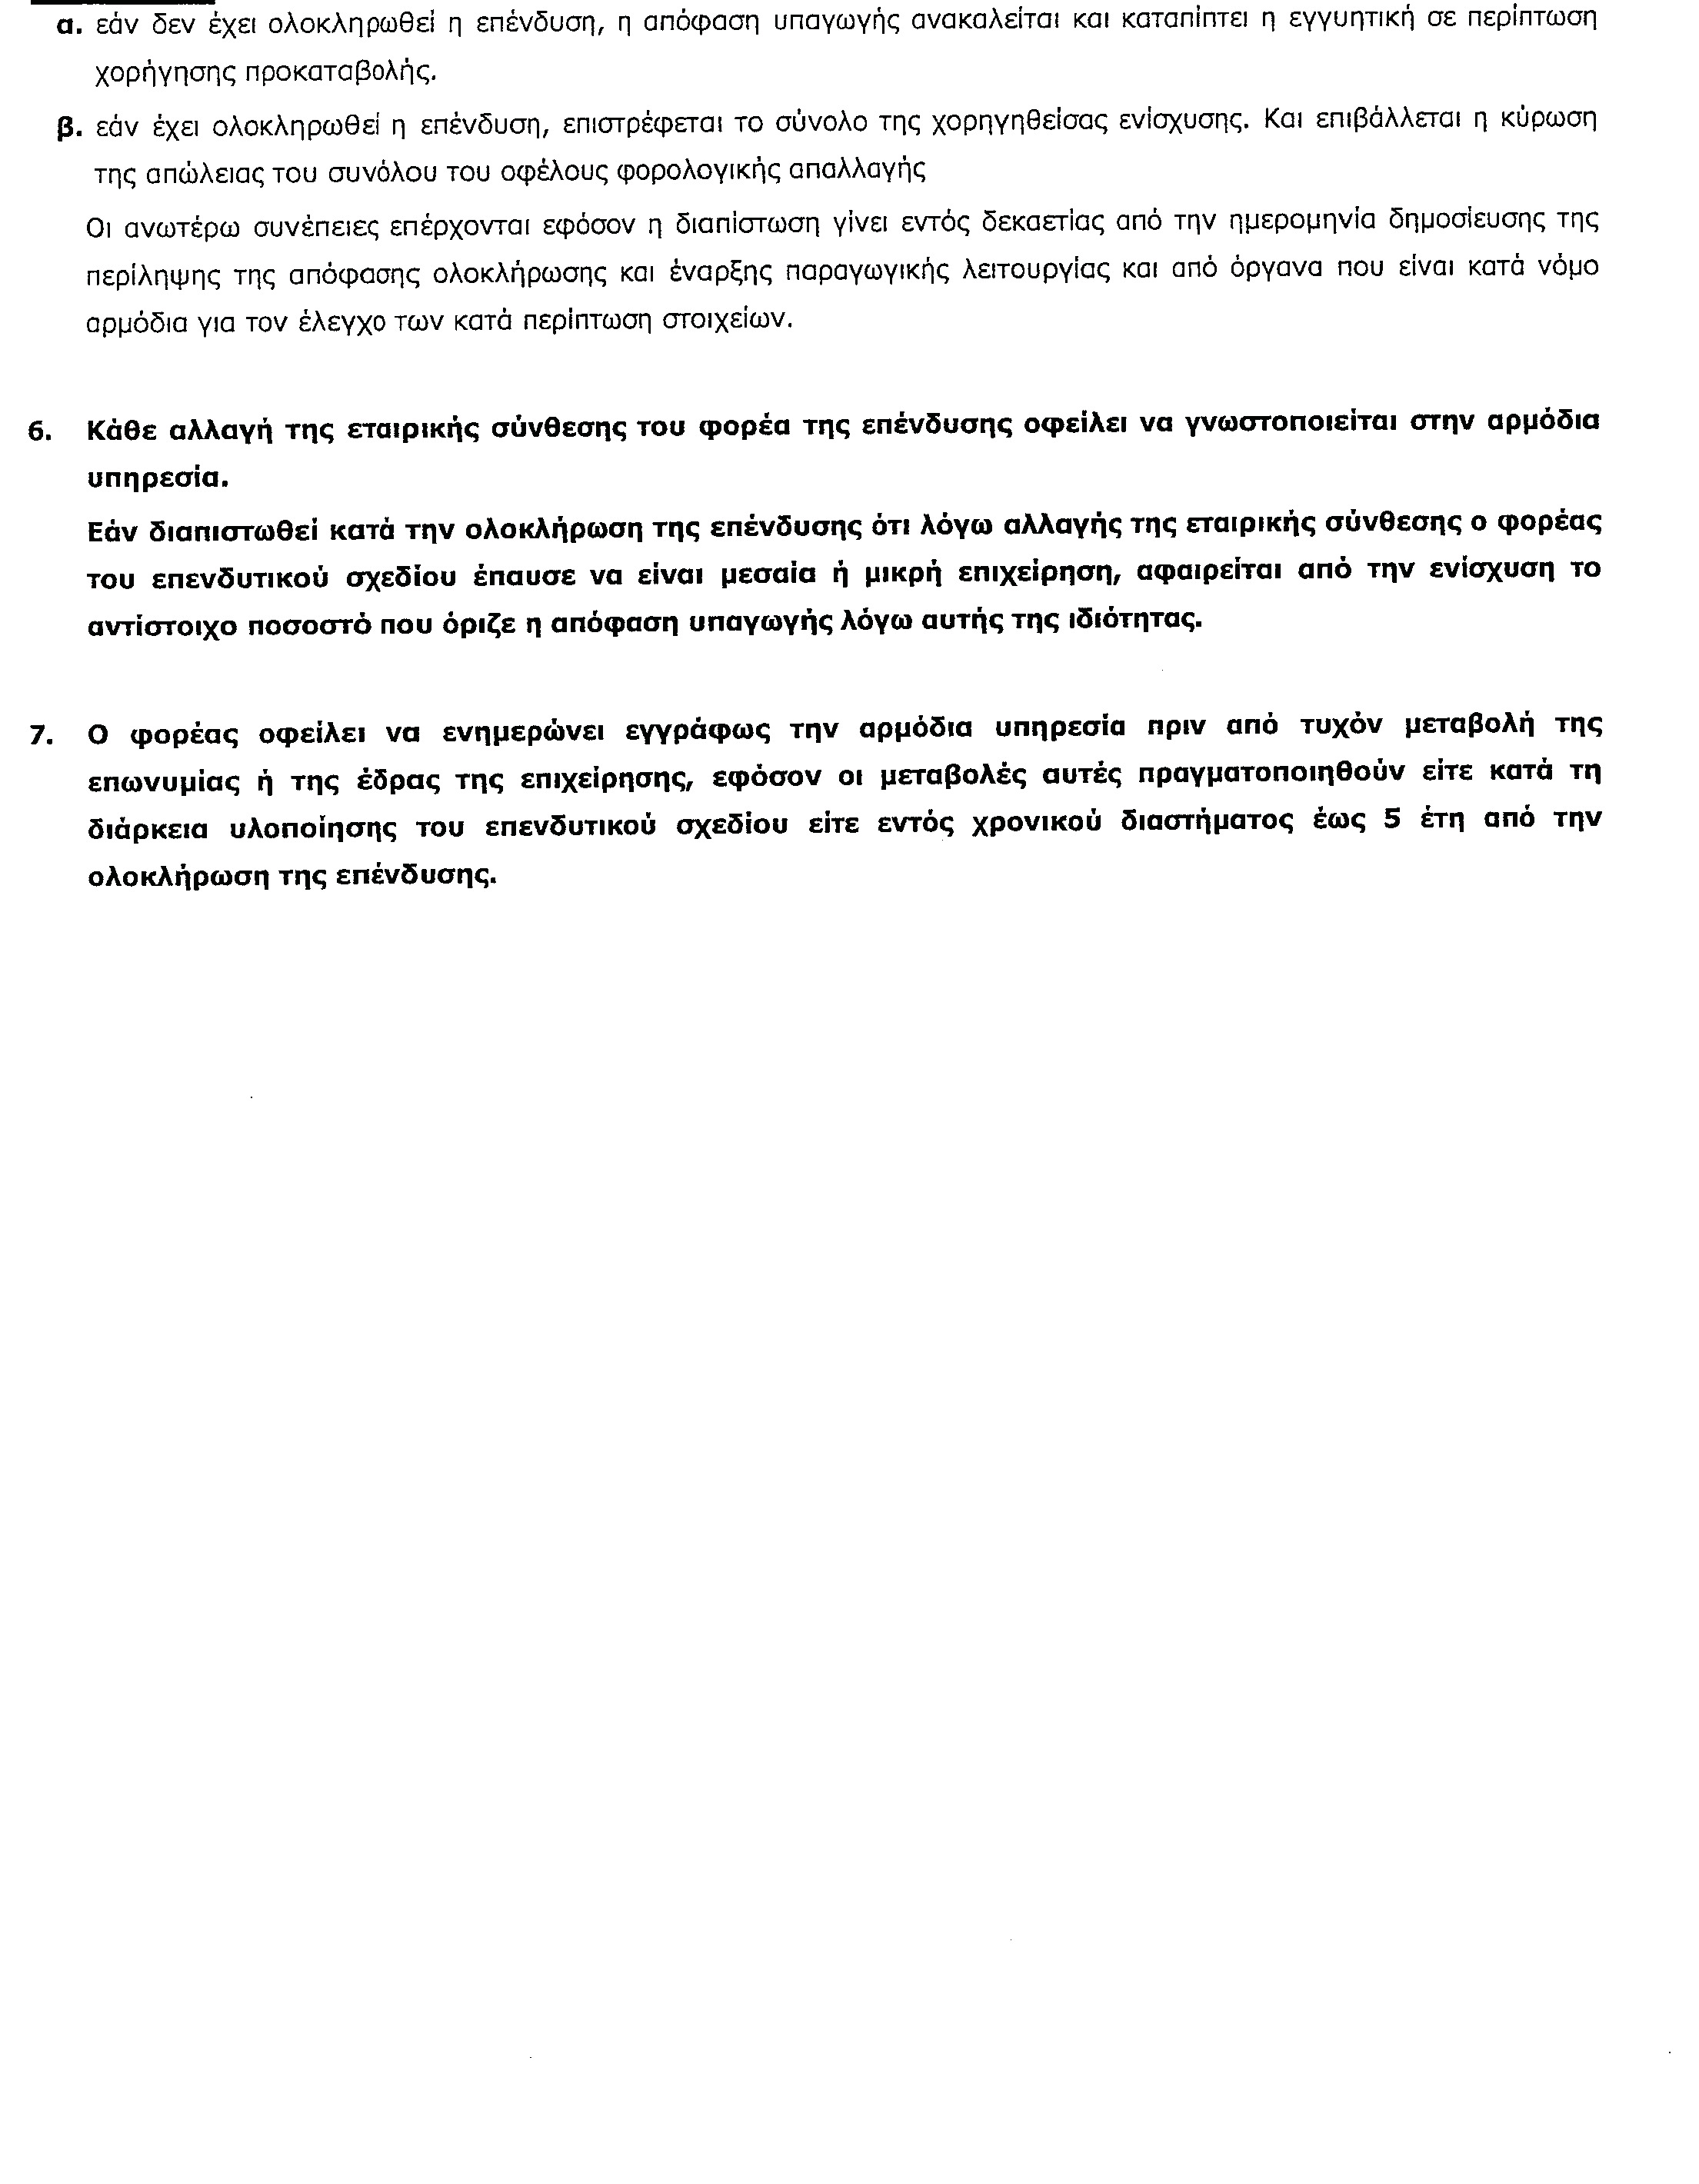 α. εάν δεν έχει ολοκληρωθεί η επένδυση, η απόφαση υπαγωγής ανακαλείται και καταπίπτει η εγγυητική σε περίπτωση
χορήγησης προκαταβολής.
β. εάν έχει ολοκληρωθεί η επένδυση, επιστρέφεται το σύνολο της χορηγηθείσας ενίσχυσης. Και επιβάλλεται η κύρωση
της απώλειας του συνόλου του οφέλους φορολογικής απαλλαγής
Οι ανωτέρω συνέπειες επέρχονται εφόσον η διαπίστωση γίνει εντός δεκαετίας από την ημερομηνία δημοσίευσης της
περίληψης της απόφασης ολοκλήρωσης και έναρξης παραγωγικής λειτουργίας και από όργανα που είναι κατά νόμο
αρμόδια για τον έλεγχο των κατά περίπτωση στοιχείων.
6. Κάθε αλλαγή της εταιρικής σύνθεσης του φορέα της επένδυσης οφείλει να γνωστοποιείται στην αρμόδια
υπηρεσία.
Εάν διαπιστωθεί κατά την ολοκλήρωση της επένδυσης ότι λόγω αλλαγής της εταιρικής σύνθεσης ο φορέας
του επενδυτικού σχεδίου έπαυσε να είναι μεσαία ή μικρή επιχείρηση, αφαιρείται από την ενίσχυση το
αντίστοιχο ποσοστό που όριζε η απόφαση υπαγωγής λόγω αυτής της ιδιότητας.
7. Ο φορέας οφείλει να ενημερώνει εγγράφως την αρμόδια υπηρεσία πριν από τυχόν μεταβολή της
επωνυμίας ή της έδρας της επιχείρησης, εφόσον οι μεταβολές αυτές πραγματοποιηθούν είτε κατά τη
διάρκεια υλοποίησης του επενδυτικού σχεδίου είτε εντός χρονικού διαστήματος έως 5 έτη από την
ολοκλήρωση της επένδυσης.